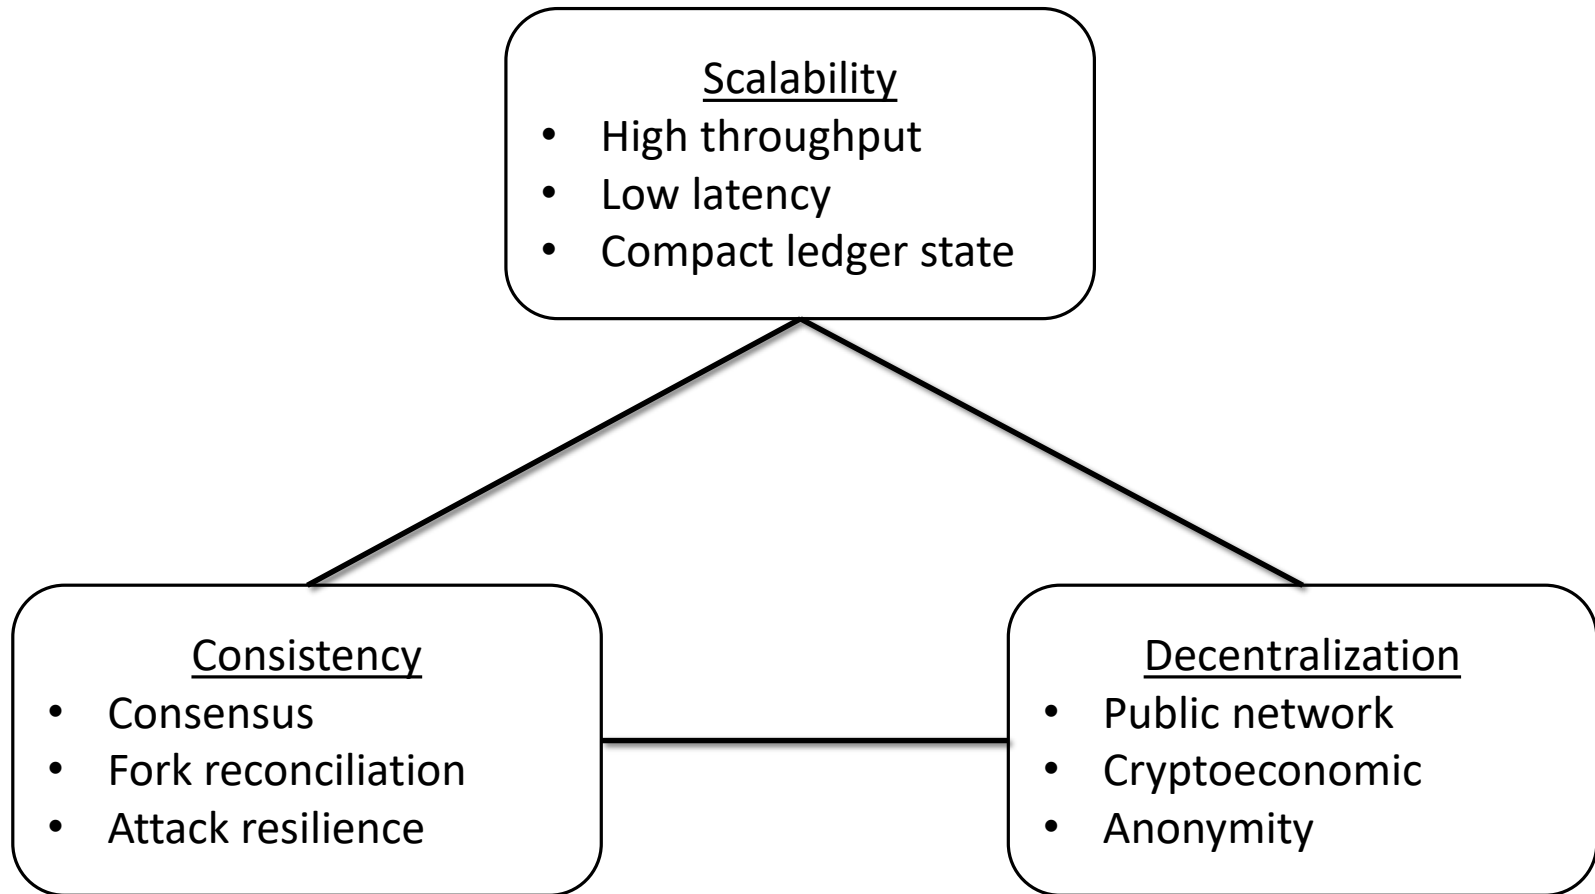 Scalability
• High throughput
• Low latency
• Compact ledger state
Consistency
• Consensus
• Fork reconciliation
• Attack resilience
Decentralization
• Public network
• Cryptoeconomic
• Anonymity